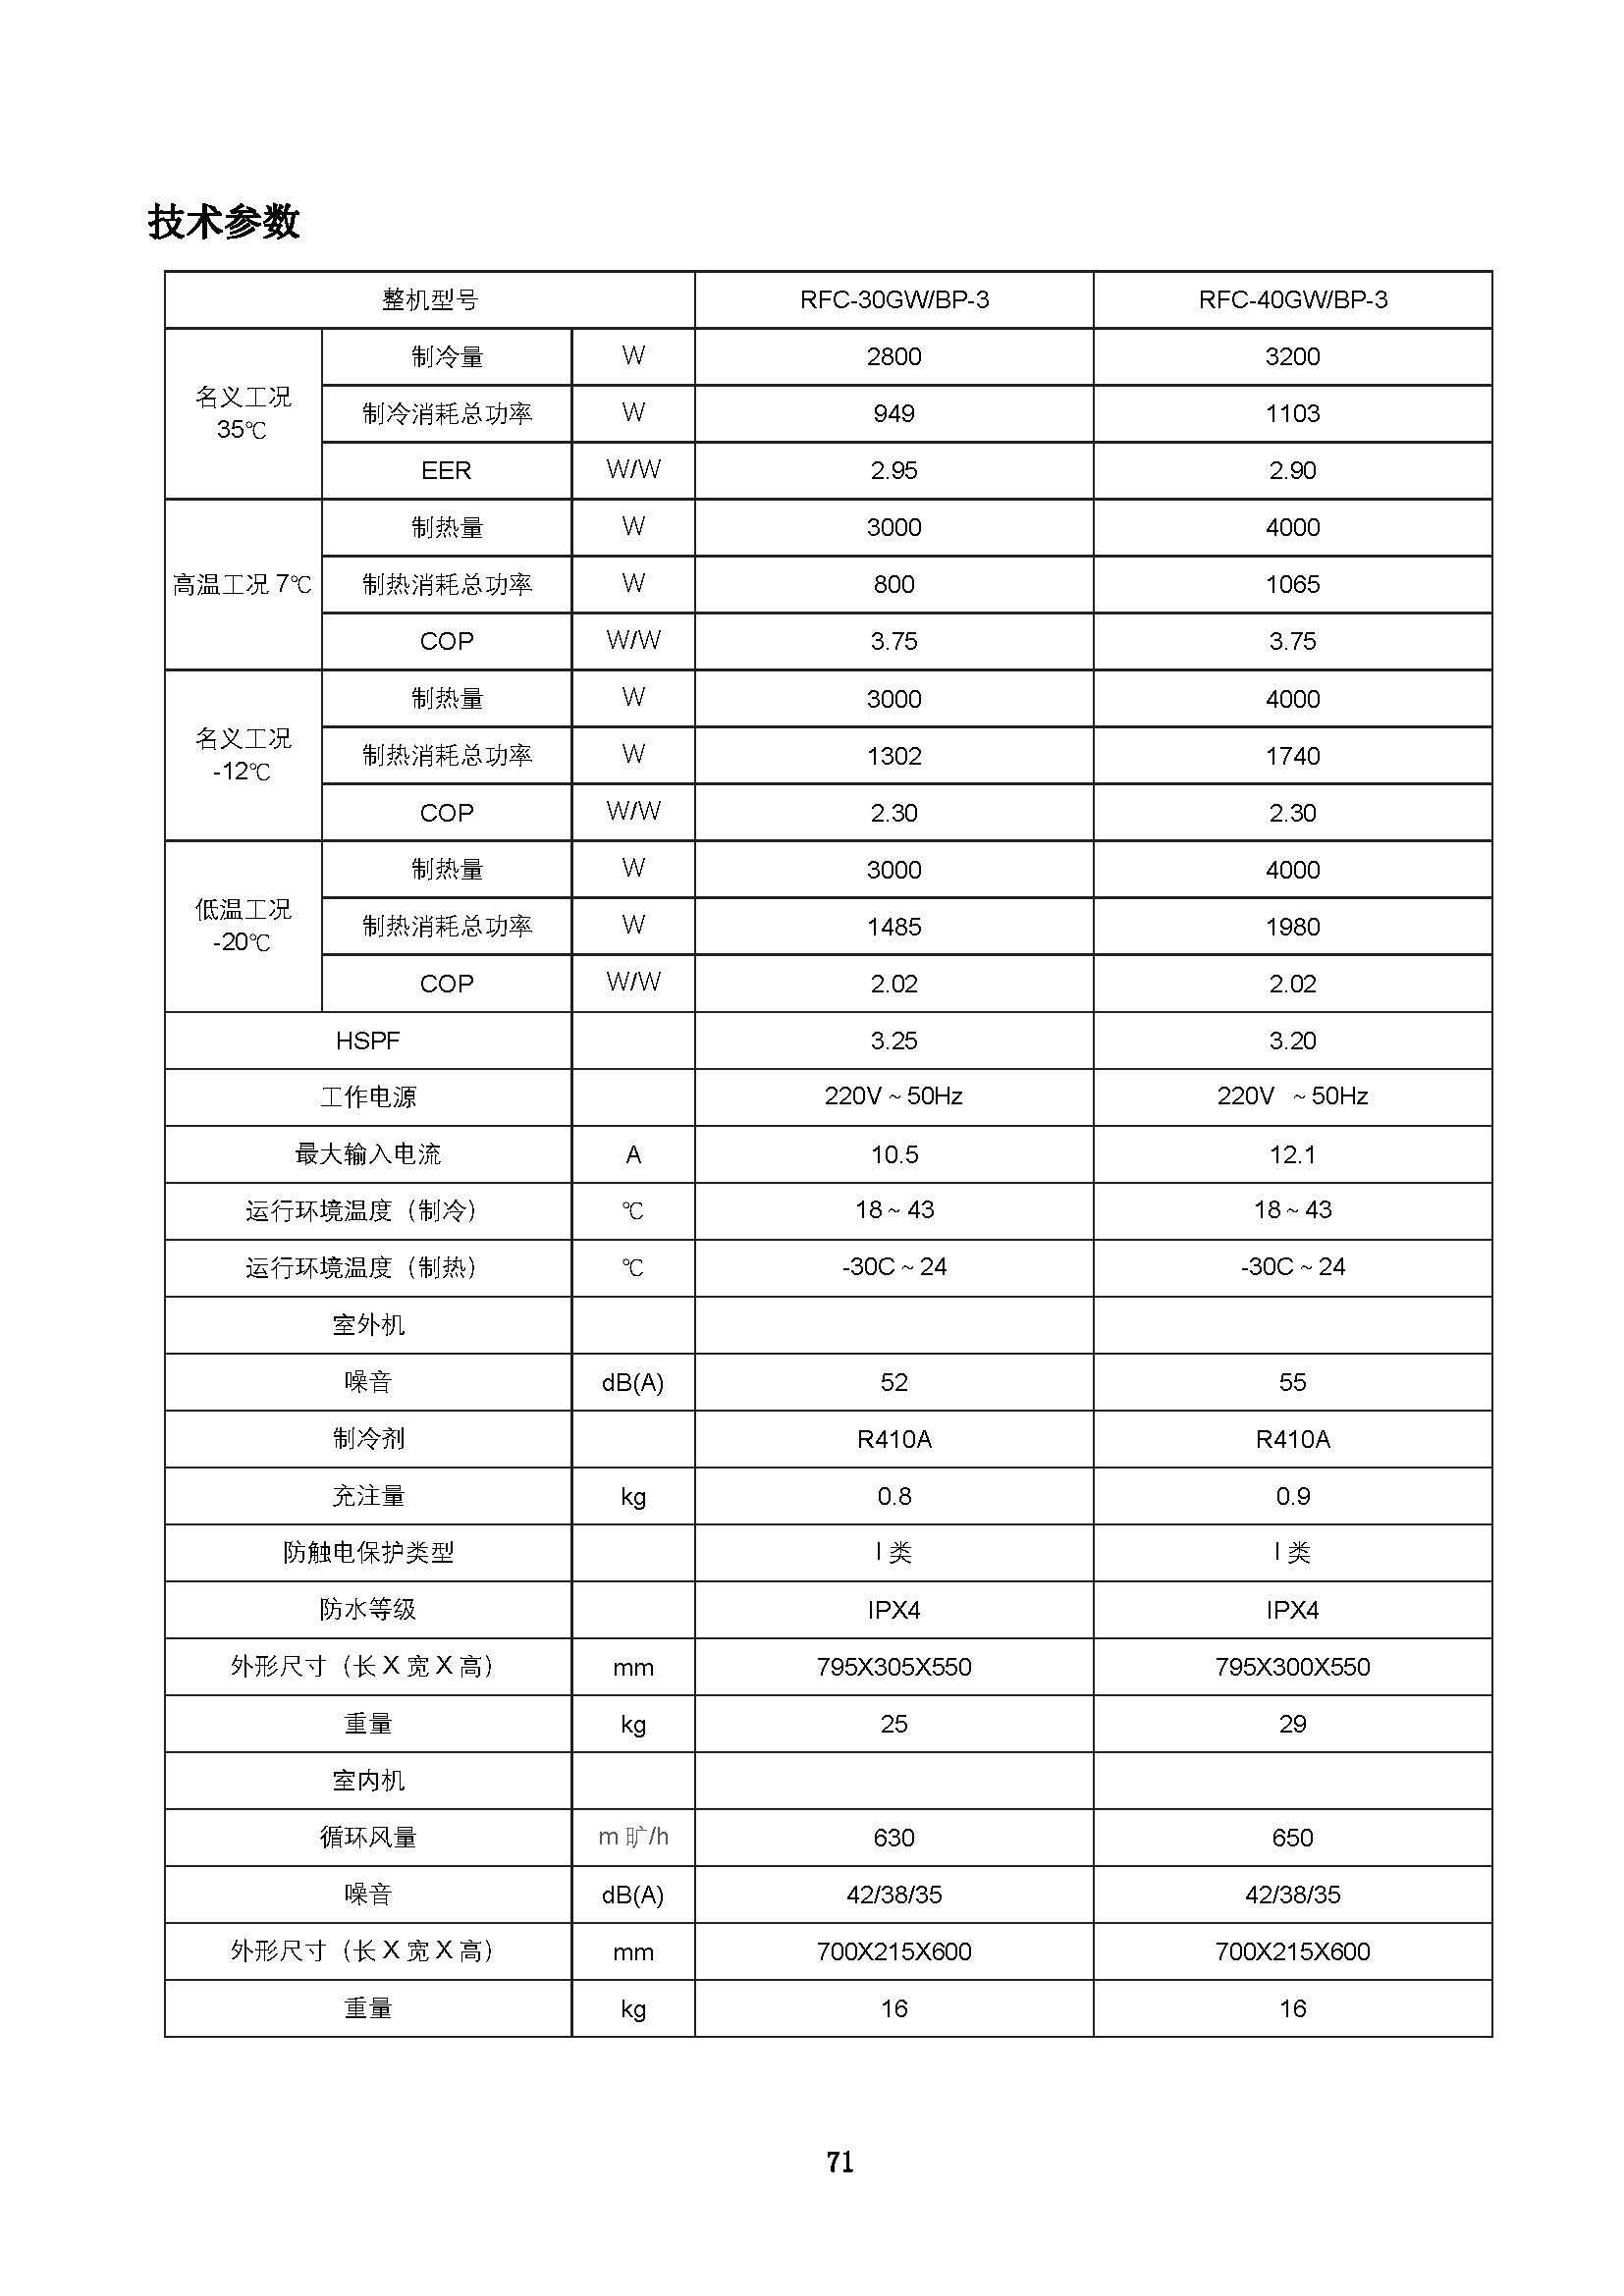 技术参数
整机型号 RFC-30GW/BP-3 RFC-40GW/BP-3
名义工况
35℃
制冷量 W 2800 3200
制冷消耗总功率 W 949 1103
EER W/W 2.95 2.90
高温工况 7℃
制热量 W 3000 4000
制热消耗总功率 W 800 1065
COP W/W 3.75 3.75
名义工况
-12℃
制热量 W 3000 4000
制热消耗总功率 W 1302 1740
COP W/W 2.30 2.30
低温工况
-20℃
制热量 W 3000 4000
制热消耗总功率 W 1485 1980
COP W/W 2.02 2.02
HSPF 3.25 3.20
工作电源 220V～50Hz 220V ～50Hz
最大输入电流 A 10.5 12.1
运行环境温度（制冷） ℃ 18～43 18～43
运行环境温度（制热） ℃ -30C～24 -30C～24
室外机
噪音 dB(A) 52 55
制冷剂 R410A R410A
充注量 kg 0.8 0.9
防触电保护类型 I 类 I 类
防水等级 IPX4 IPX4
外形尺寸（长 X 宽 X 高） mm 795X305X550 795X300X550
重量 kg 25 29
室内机
循环风量 m 旷/h 630 650
噪音 dB(A) 42/38/35 42/38/35
外形尺寸（长 X 宽 X 高） mm 700X215X600 700X215X600
重量 kg 16 16
71